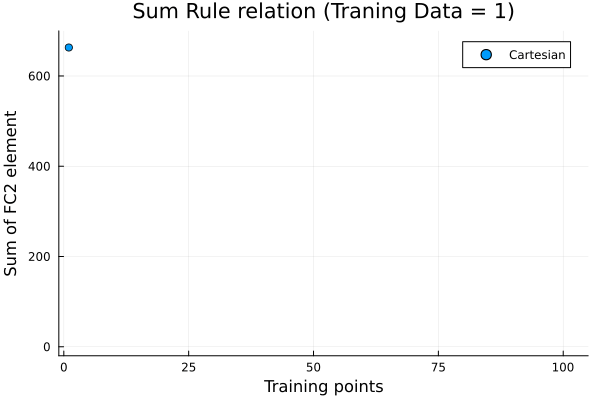 Sum Rule relation (Traning Data = 1)
Cartesian
600
400
200
0
Sum of FC2 element
0 25 50 75 100
Training points